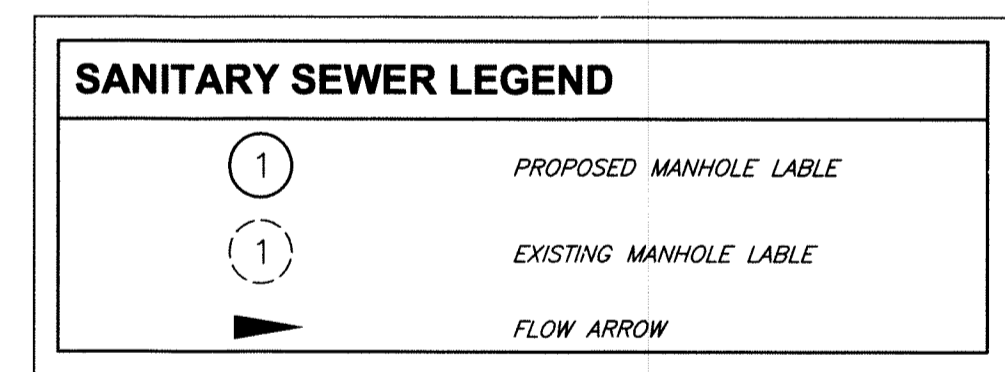 SANITARY SEWER LEGEND
1 PROPOSED MANHOLE LABLE
1 EXISTING MANHOLE LABLE
FLOW ARROW